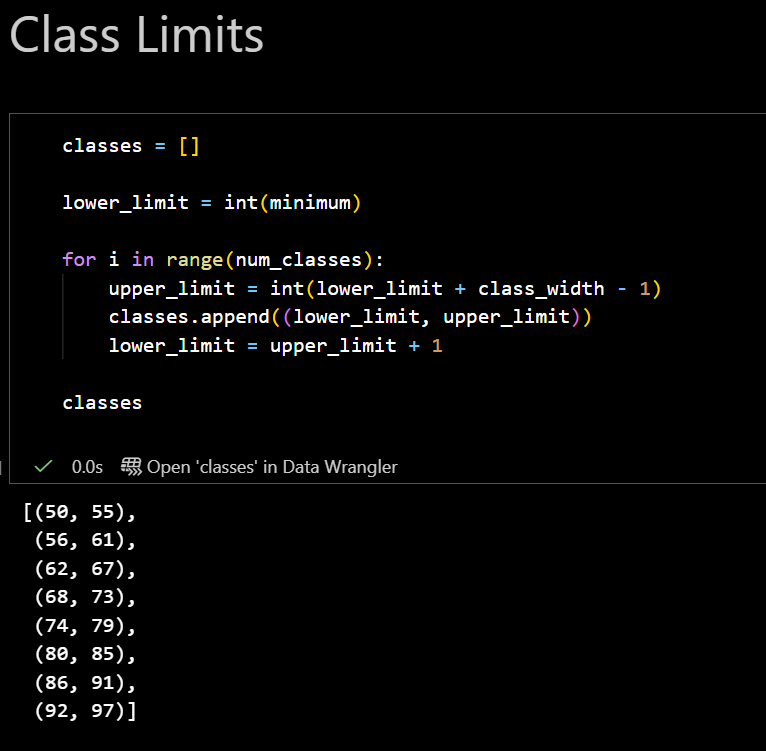 Class Limits
classes = []
lower_limit = int(minimum)
for i in range(num_classes):
    upper_limit = int(lower_limit + class_width - 1)
    classes.append((lower_limit, upper_limit))
    lower_limit = upper_limit + 1
classes
0.0s Open 'classes' in Data Wrangler
[(50, 55),
 (56, 61),
 (62, 67),
 (68, 73),
 (74, 79),
 (80, 85),
 (86, 91),
 (92, 97)]